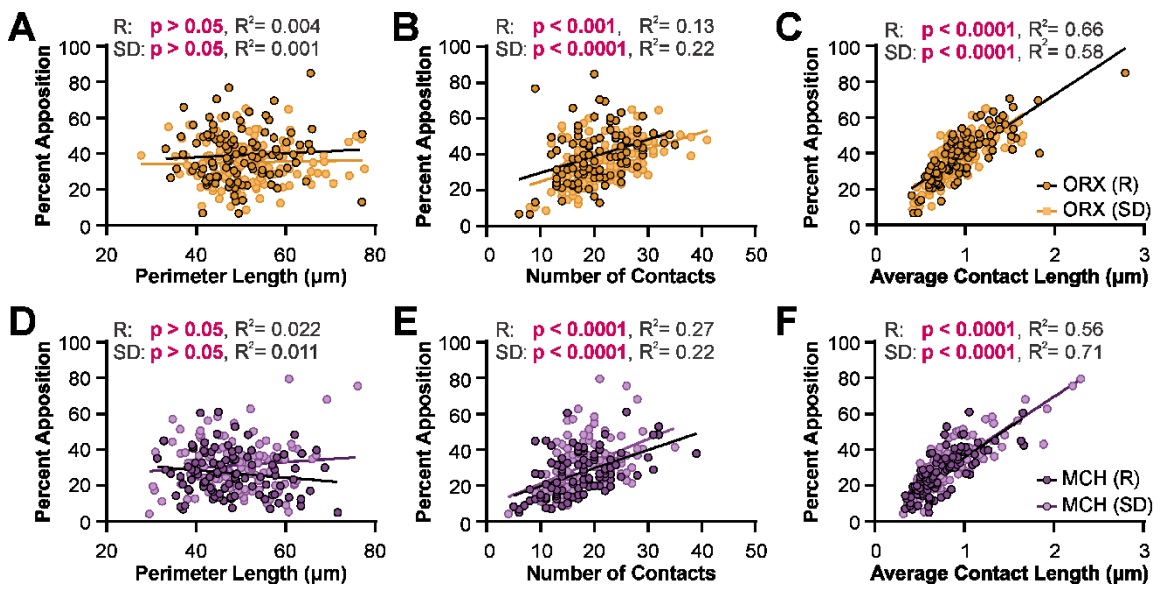 A
R: p > 0.05, R²= 0.004
SD: p > 0.05, R²= 0.001
Percent Apposition
100
80
60
40
20
0
20 40 60 80
Perimeter Length (µm)
B
R: p < 0.001, R²= 0.13
SD: p < 0.0001, R²= 0.22
Percent Apposition
100
80
60
40
20
0
0 10 20 30 40 50
Number of Contacts
C
R: p < 0.0001, R²= 0.66
SD: p < 0.0001, R²= 0.58
Percent Apposition
100
80
60
40
20
0
0 1 2 3
Average Contact Length (µm)
ORX (R)
ORX (SD)
D
R: p > 0.05, R²= 0.022
SD: p > 0.05, R²= 0.011
Percent Apposition
100
80
60
40
20
0
20 40 60 80
Perimeter Length (µm)
E
R: p < 0.0001, R²= 0.27
SD: p < 0.0001, R²= 0.22
Percent Apposition
100
80
60
40
20
0
0 10 20 30 40 50
Number of Contacts
F
R: p < 0.0001, R²= 0.56
SD: p < 0.0001, R²= 0.71
Percent Apposition
100
80
60
40
20
0
0 1 2 3
Average Contact Length (µm)
MCH (R)
MCH (SD)